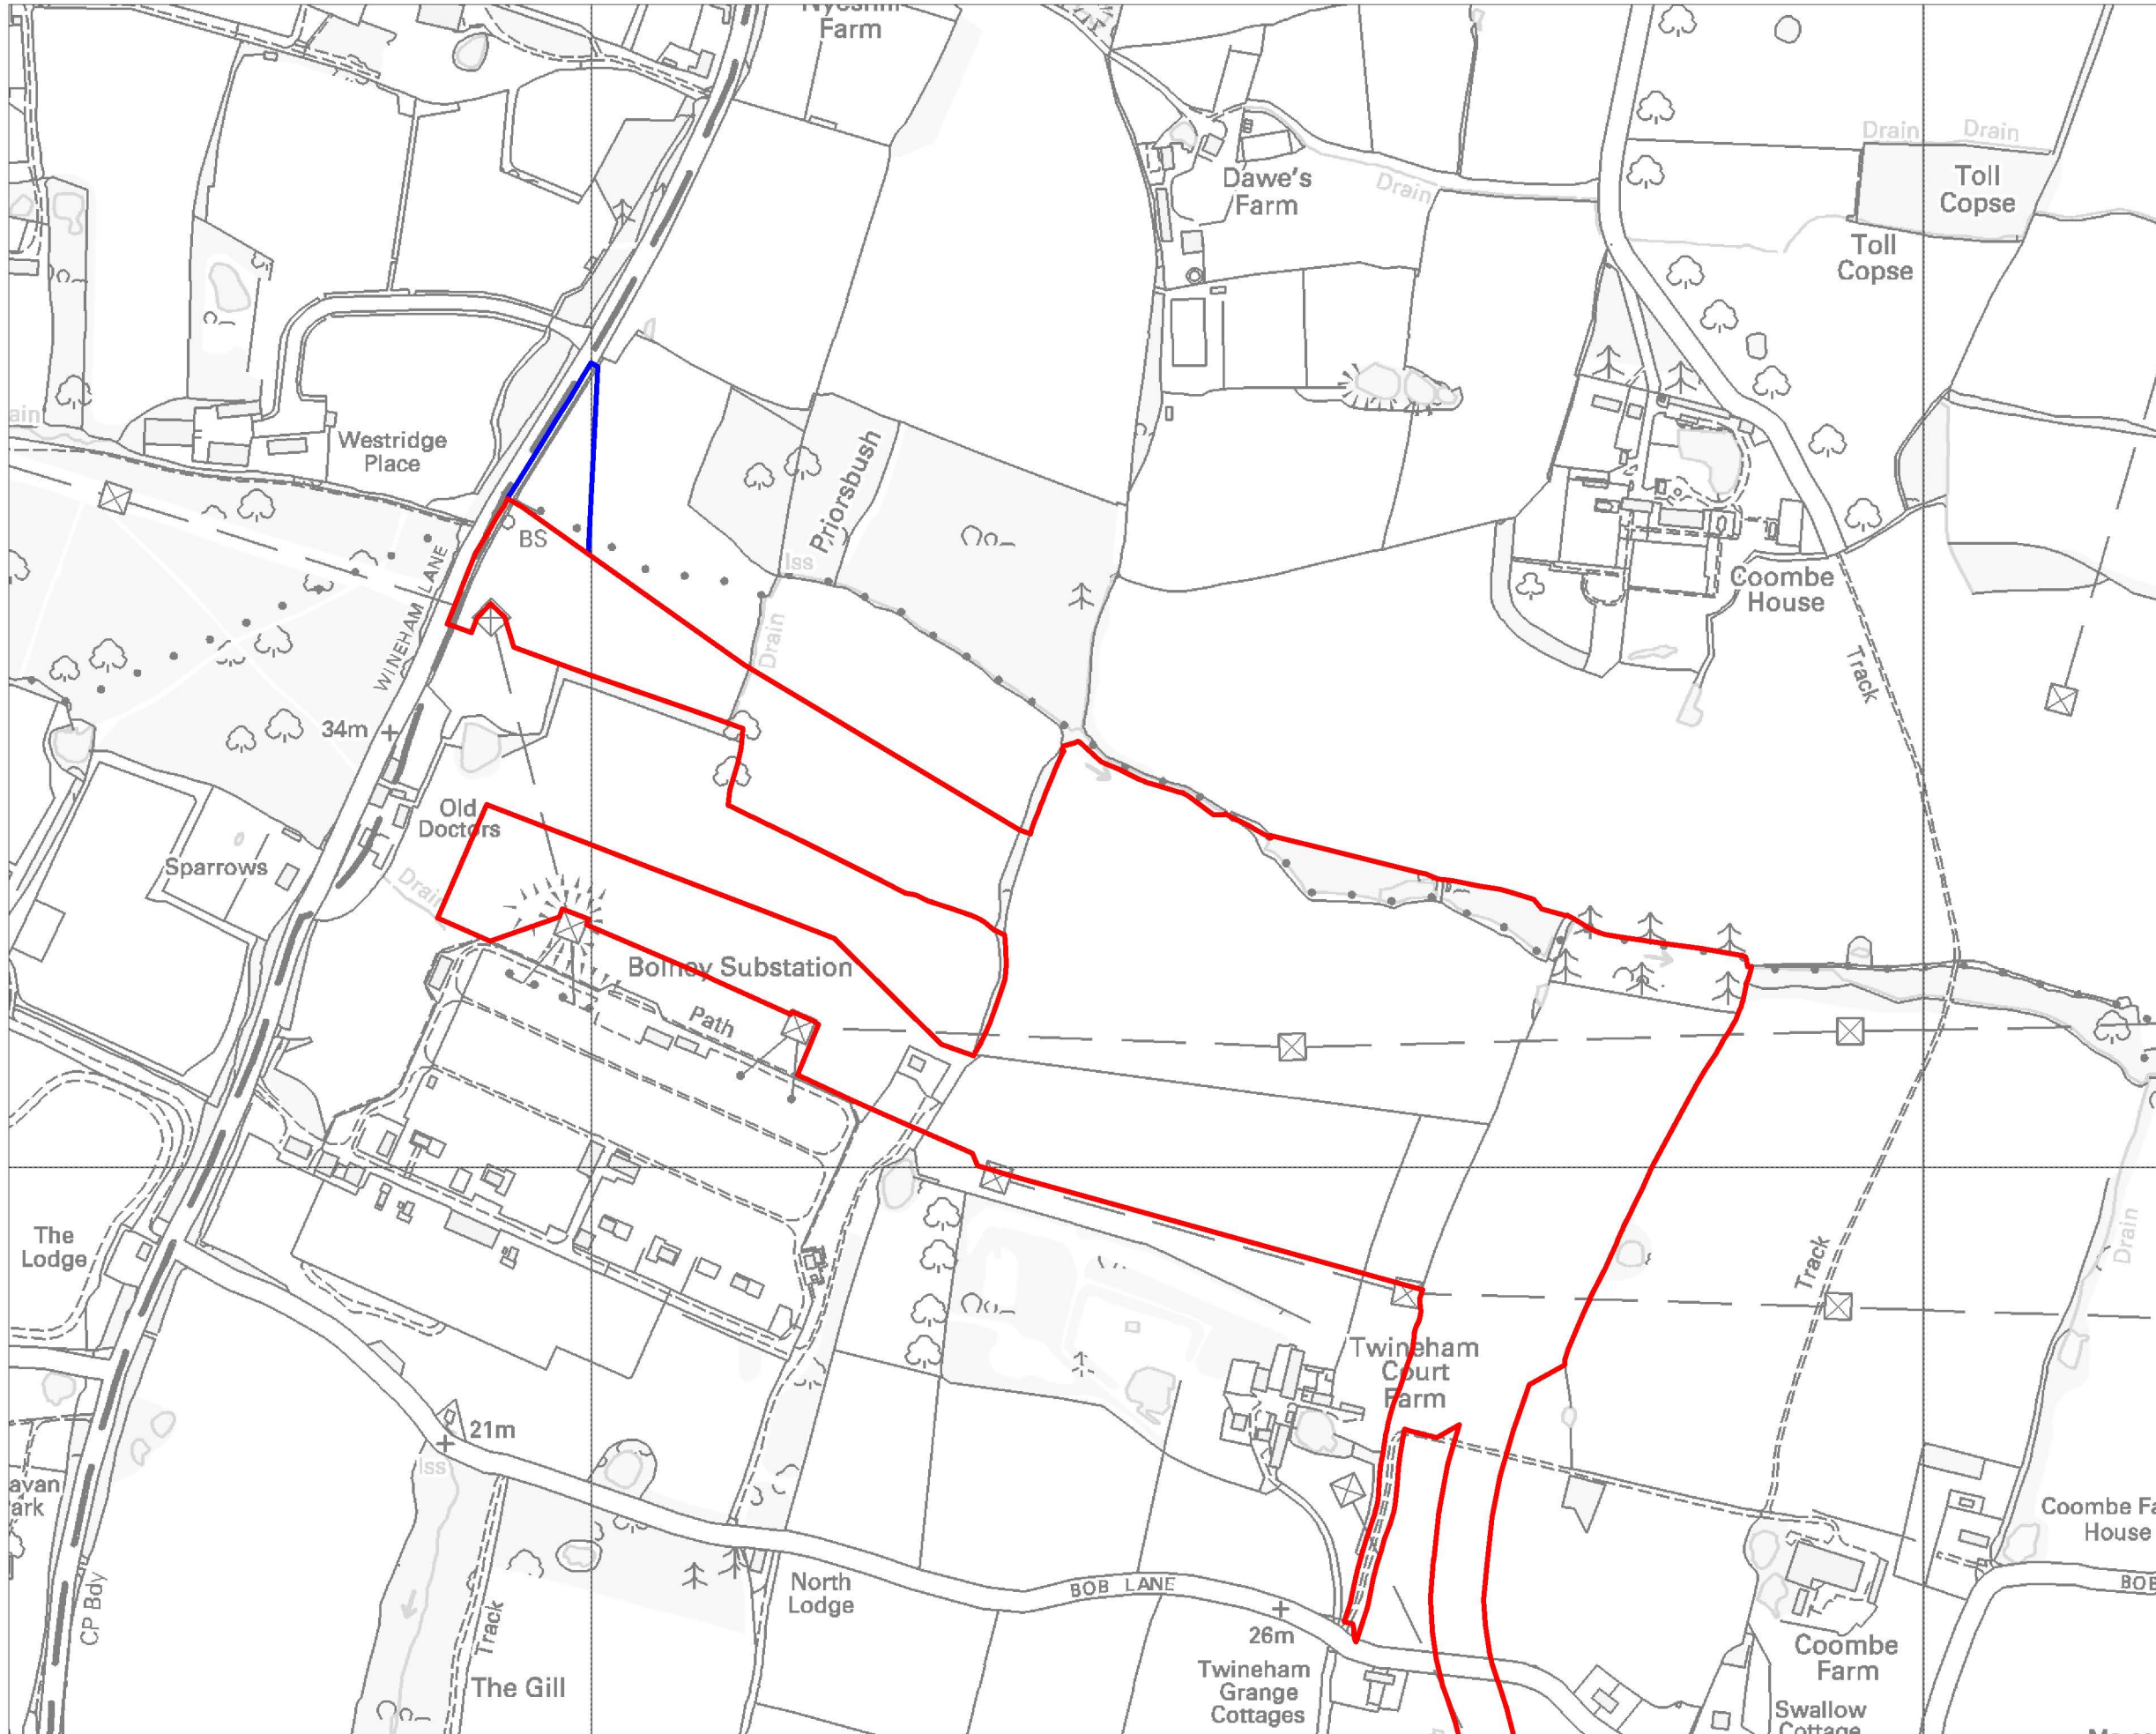 Farm
Drain Drain
Dawe's
Farm
Drain
Toll
Copse
Toll
Copse
Westridge
Place
Priorsbush
BS
Iss
WINEHAM LANE
Drain
Coombe
House
Track
34m
Old
Doctors
Sparrows
Drain
Bolney Substation
Path
The
Lodge
Track
Drain
Twineham
Court
Farm
21m
Iss
Coombe
House
CP Bdy
Track
North
Lodge
BOB LANE
BOB
26m
The Gill
Twineham
Grange
Cottages
Coombe
Farm
Swallow
Cottage